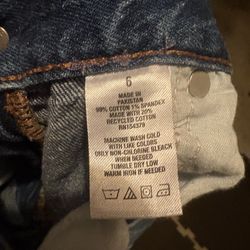 6
MADE IN
PAKISTAN
99% COTTON 1% SPANDEX
MADE WITH 20%
RECYCLED COTTON
RN154379
MACHINE WASH COLD
WITH LIKE COLORS
ONLY NON-CHLORINE BLEACH
WHEN NEEDED
TUMBLE DRY LOW
WARM IRON IF NEEDED